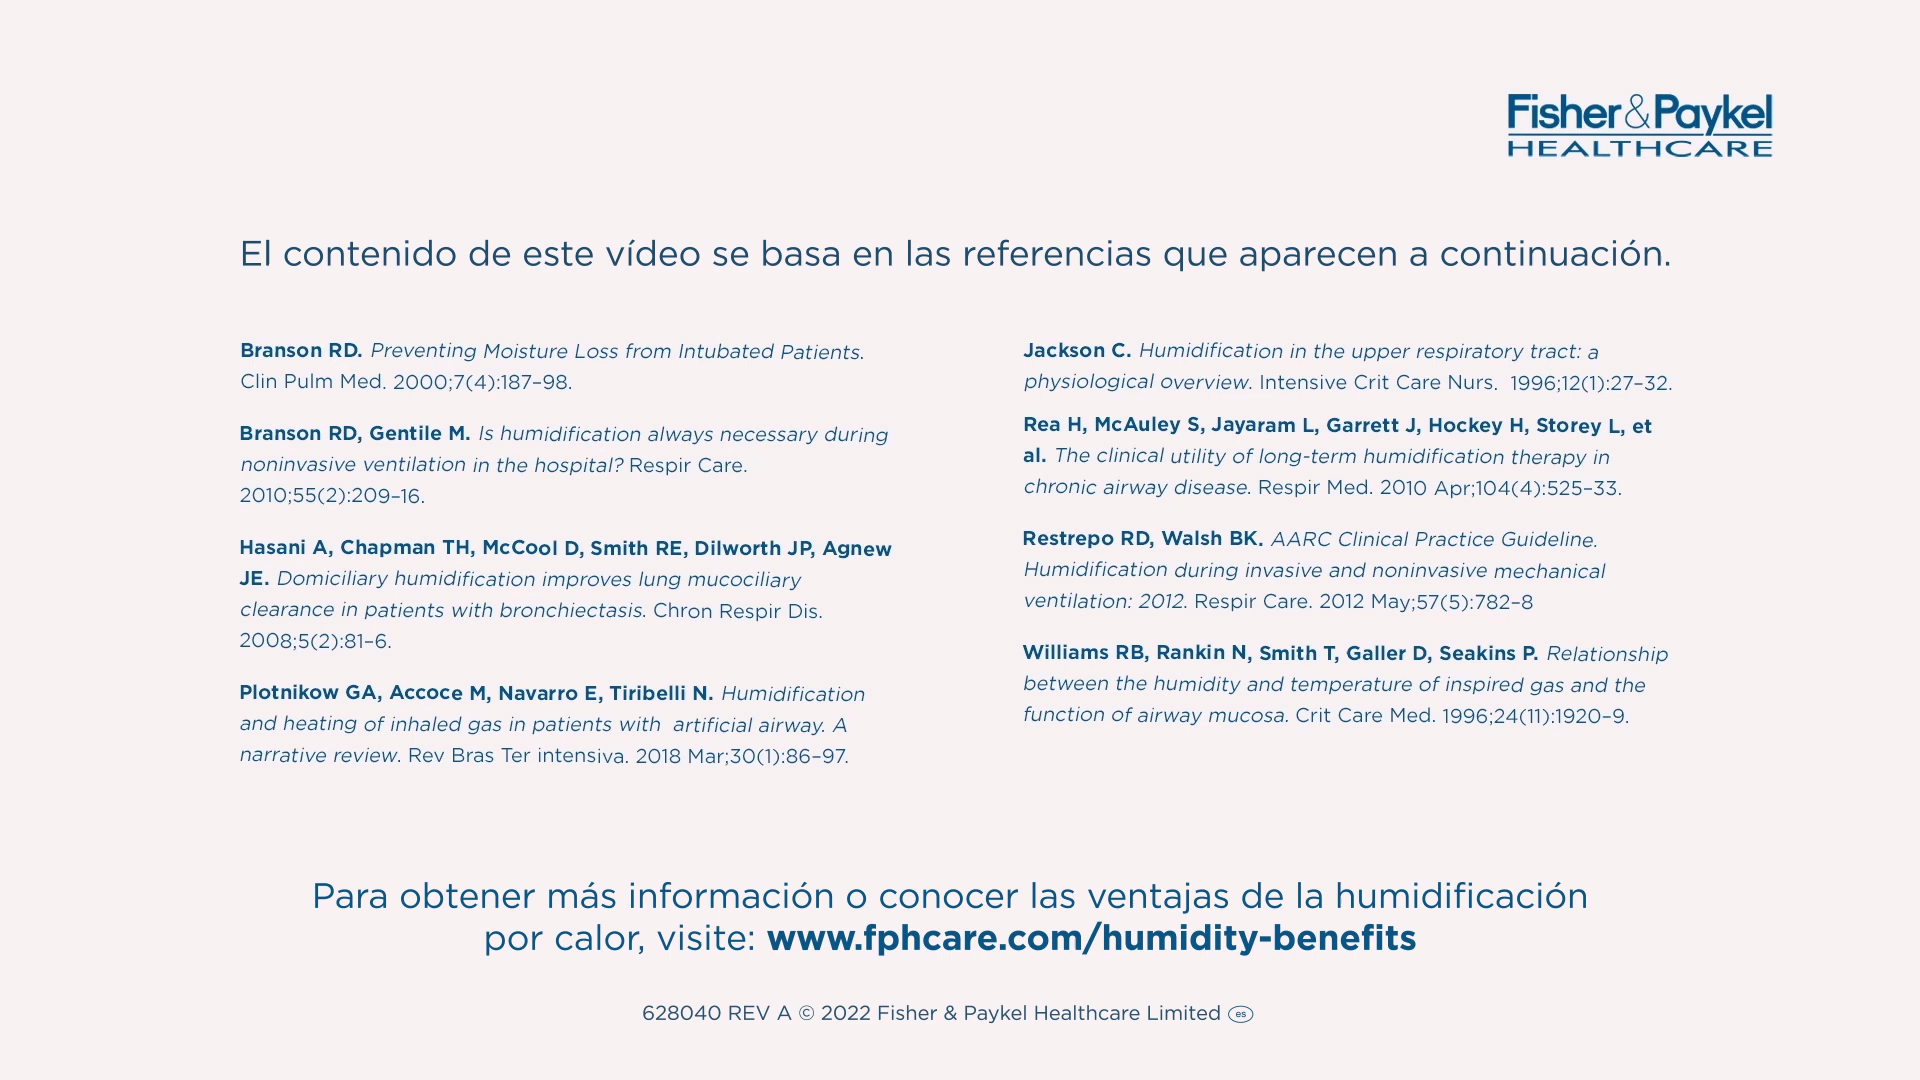 Fisher & Paykel
HEALTHCARE
El contenido de este vídeo se basa en las referencias que aparecen a continuación.
Branson RD. Preventing Moisture Loss from Intubated Patients.
Clin Pulm Med. 2000;7(4):187–98.
Branson RD, Gentile M. Is humidification always necessary during
noninvasive ventilation in the hospital? Respir Care.
2010;55(2):209–16.
Hasani A, Chapman TH, McCool D, Smith RE, Dilworth JP, Agnew
JE. Domiciliary humidification improves lung mucociliary
clearance in patients with bronchiectasis. Chron Respir Dis.
2008;5(2):81–6.
Plotnikow GA, Accoce M, Navarro E, Tiribelli N. Humidification
and heating of inhaled gas in patients with  artificial airway. A
narrative review. Rev Bras Ter intensiva. 2018 Mar;30(1):86–97.
Jackson C. Humidification in the upper respiratory tract: a
physiological overview. Intensive Crit Care Nurs.  1996;12(1):27–32.
Rea H, McAuley S, Jayaram L, Garrett J, Hockey H, Storey L, et
al. The clinical utility of long-term humidification therapy in
chronic airway disease. Respir Med. 2010 Apr;104(4):525–33.
Restrepo RD, Walsh BK. AARC Clinical Practice Guideline.
Humidification during invasive and noninvasive mechanical
ventilation: 2012. Respir Care. 2012 May;57(5):782–8
Williams RB, Rankin N, Smith T, Galler D, Seakins P. Relationship
between the humidity and temperature of inspired gas and the
function of airway mucosa. Crit Care Med. 1996;24(11):1920–9.
Para obtener más información o conocer las ventajas de la humidificación
por calor, visite: www.fphcare.com/humidity-benefits
628040 REV A © 2022 Fisher & Paykel Healthcare Limited es